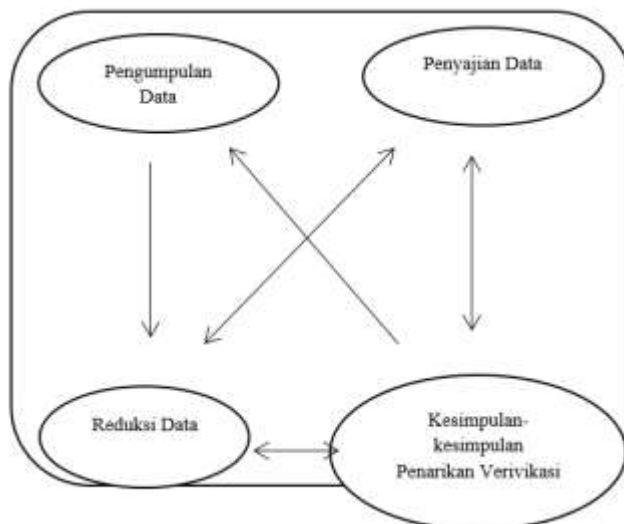 Pengumpulan
Data
Penyajian Data
Reduksi Data
Kesimpulan-
kesimpulan
Penarikan Verivikasi